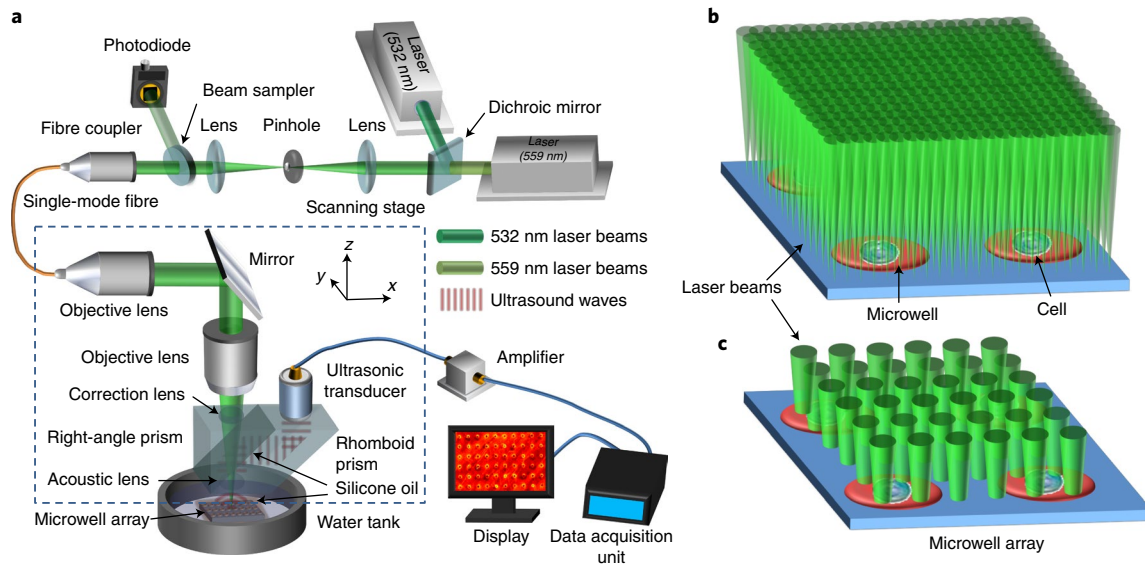 a
Photodiode
Beam sampler
Fibre coupler
Lens
Pinhole
Lens
Laser
(532 nm)
Dichroic mirror
Laser
(559 nm)
Single-mode fibre
Scanning stage
Mirror
z
y
x
532 nm laser beams
559 nm laser beams
Ultrasound waves
Objective lens
Objective lens
Correction lens
Ultrasonic
transducer
Amplifier
Right-angle prism
Rhomboid
prism
Acoustic lens
Silicone oil
Microwell array
Water tank
Display
Data acquisition
unit
b
Laser beams
Microwell
Cell
c
Microwell array